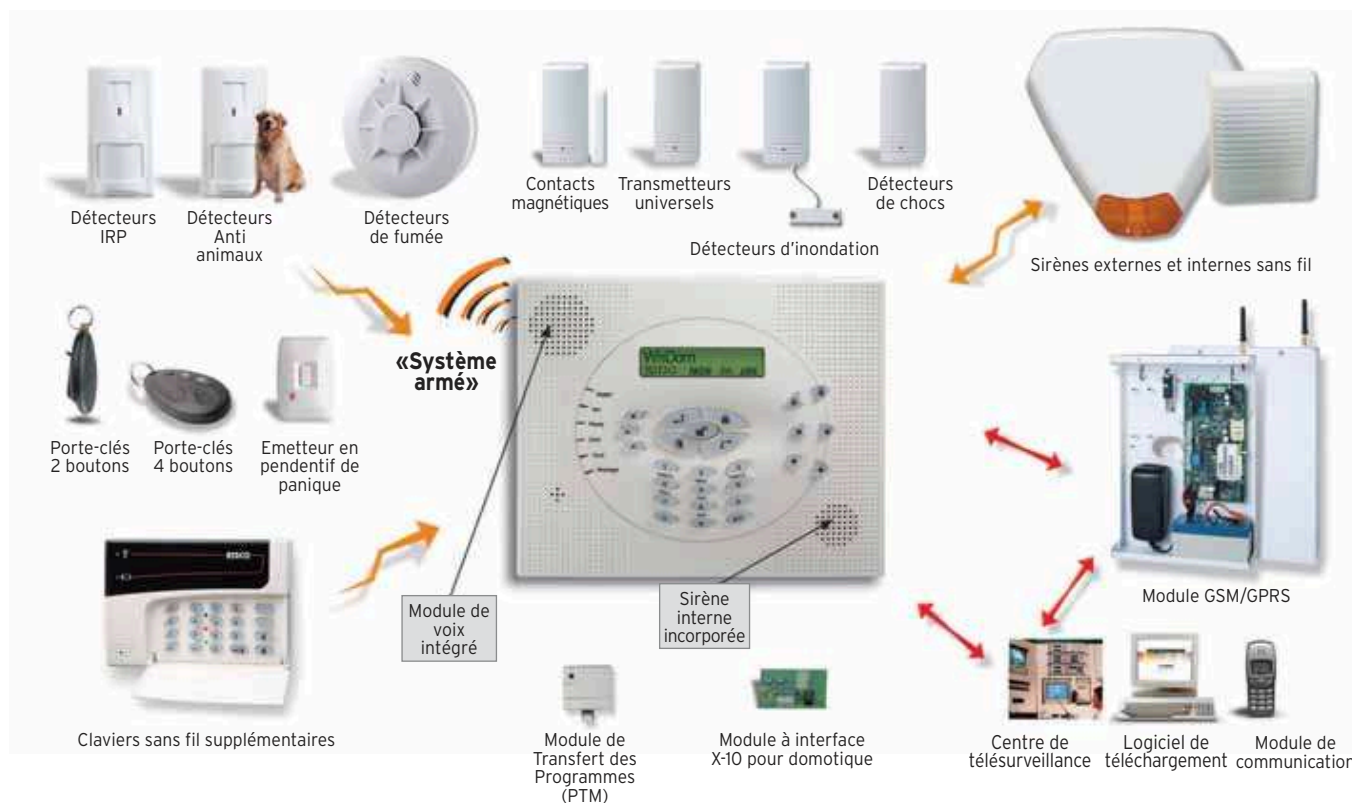 Détecteurs
IRP
Détecteurs
Anti
animaux
Détecteurs
de fumée
Contacts
magnétiques
Transmetteurs
universels
Détecteurs d'inondation
Détecteurs
de chocs
Sirènes externes et internes sans fil
«Système
armé»
WisDom
Porte-clés
2 boutons
Porte-clés
4 boutons
Emetteur en
pendentif de
panique
RISCO
Module de
voix
intégré
Sirène
interne
incorporée
Module GSM/GPRS
Claviers sans fil supplémentaires
Module de
Transfert des
Programmes
(PTM)
Module à interface
X-10 pour domotique
Centre de
télésurveillance
Logiciel de
téléchargement
Module de
communication